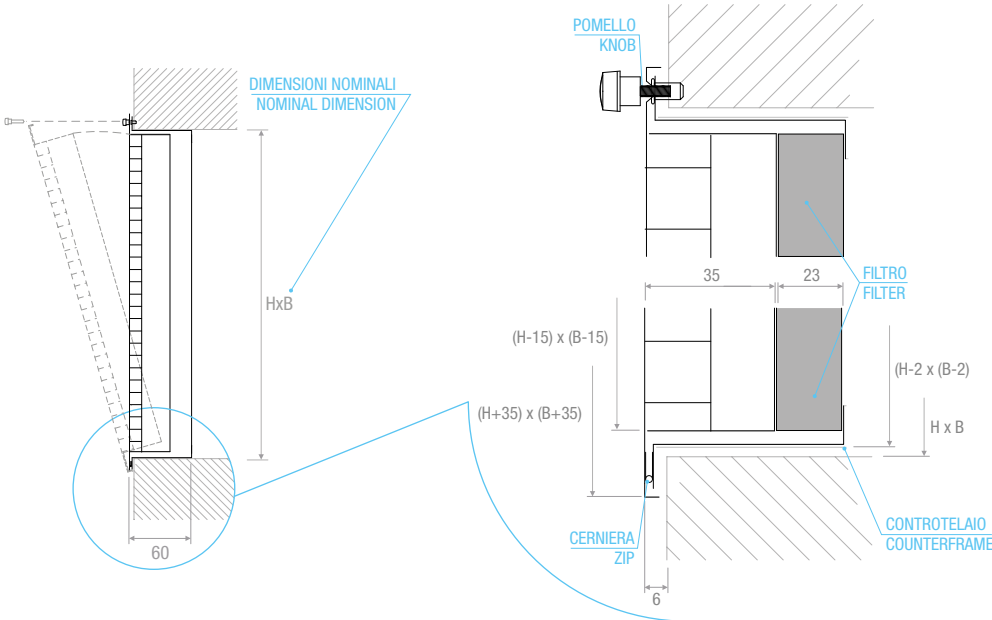 DIMENSIONI NOMINALI
NOMINAL DIMENSION
HxB
60
POMELLO
KNOB
35
23
FILTRO
FILTER
(H-15) x (B-15)
(H-2 x (B-2)
(H+35) x (B+35)
H x B
CERNIERA
ZIP
CONTROTELAIO
COUNTERFRAME
6